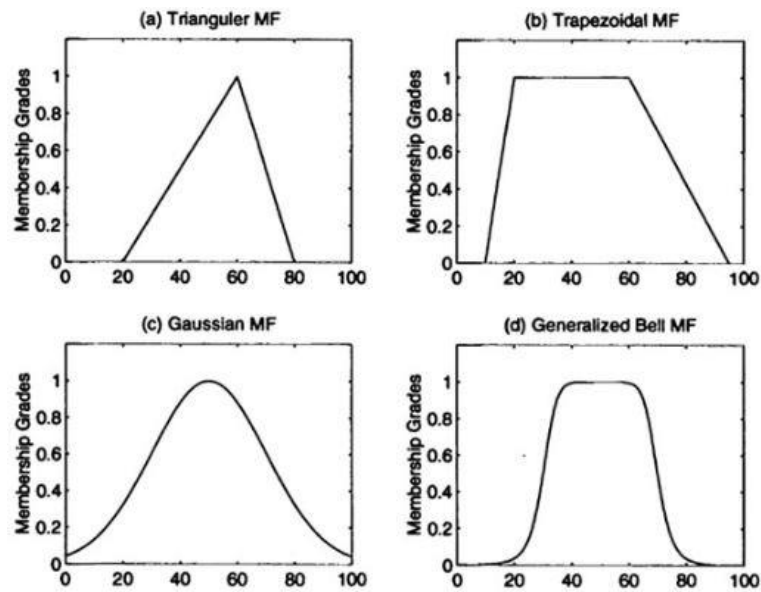 (a) Trianguler MF
Membership Grades
1
0.8
0.6
0.4
0.2
0
0 20 40 60 80 100
(b) Trapezoidal MF
Membership Grades
1
0.8
0.6
0.4
0.2
0
0 20 40 60 80 100
(c) Gaussian MF
Membership Grades
1
0.8
0.6
0.4
0.2
0
0 20 40 60 80 100
(d) Generalized Bell MF
Membership Grades
1
0.8
0.6
0.4
0.2
0
0 20 40 60 80 100